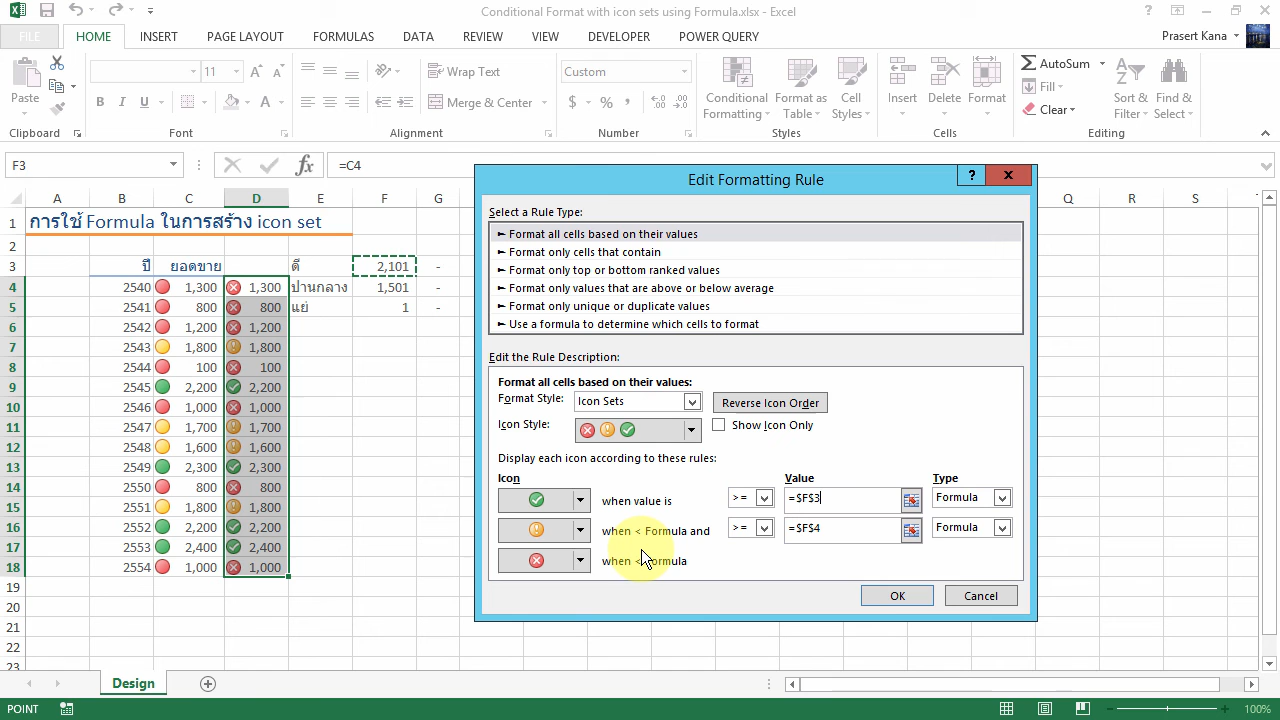 Conditional Format with icon sets using Formula.xlsx - Excel
FILE HOME INSERT PAGE LAYOUT FORMULAS DATA REVIEW VIEW DEVELOPER POWER QUERY Prasert Kana
Paste 11 Wrap Text Merge & Center Custom Conditional Formatting Format as Table Cell Styles Insert Delete Format AutoSum Fill Clear Sort & Filter Find & Select
Clipboard Font Alignment Number Styles Cells Editing
F3 =C4
A B C D E F G Q R S
1 การใช้ Formula ในการสร้าง icon set
2
3 ปี ยอดขาย ดี 2,101 -
4 2540 1,300 1,300 ปานกลาง 1,501 -
5 2541 800 800 แย่ 1 -
6 2542 1,200 1,200
7 2543 1,800 1,800
8 2544 100 100
9 2545 2,200 2,200
10 2546 1,000 1,000
11 2547 1,700 1,700
12 2548 1,600 1,600
13 2549 2,300 2,300
14 2550 800 800
15 2551 1,800 1,800
16 2552 2,200 2,200
17 2553 2,400 2,400
18 2554 1,000 1,000
19
20
21
22
23
Edit Formatting Rule
Select a Rule Type:
► Format all cells based on their values
► Format only cells that contain
► Format only top or bottom ranked values
► Format only values that are above or below average
► Format only unique or duplicate values
► Use a formula to determine which cells to format
Edit the Rule Description:
Format all cells based on their values:
Format Style: Icon Sets Reverse Icon Order
Icon Style: Show Icon Only
Display each icon according to these rules:
Icon Value Type
when value is >= =$F$3 Formula
when < Formula and >= =$F$4 Formula
when < Formula
OK Cancel
Design
POINT 100%